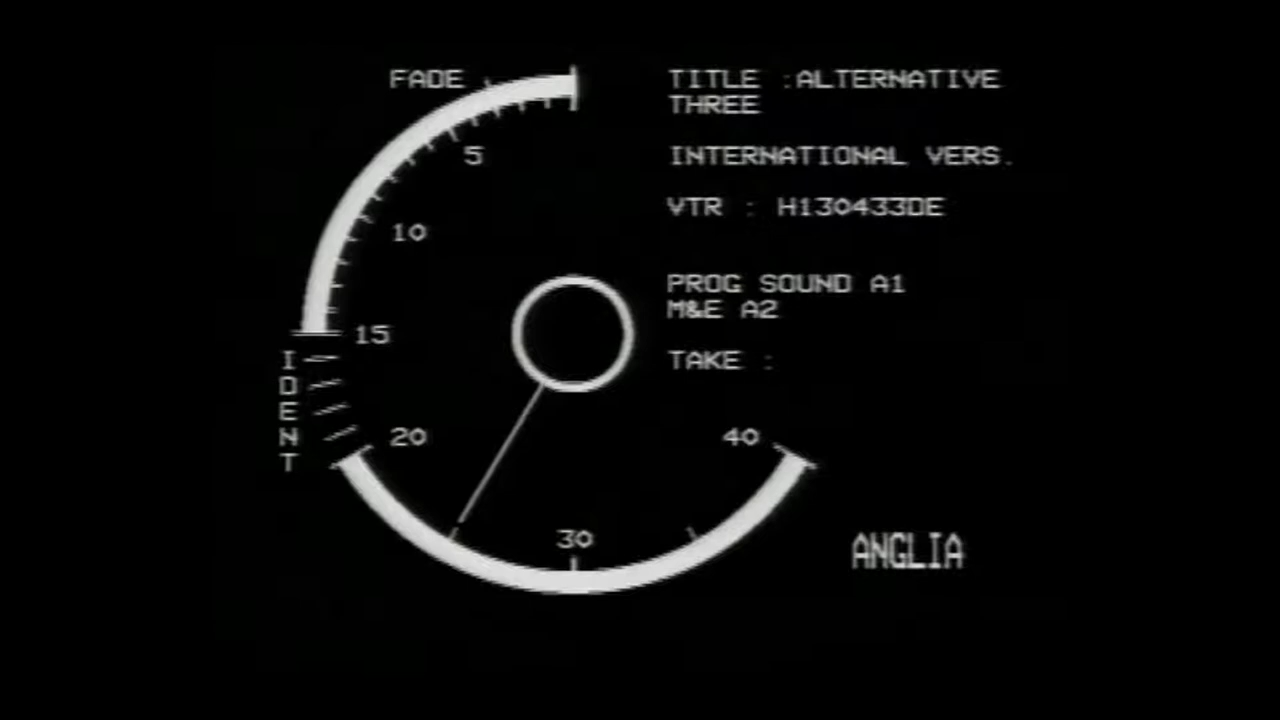 FADE
TITLE :ALTERNATIVE
THREE
INTERNATIONAL VERS.
VTR : H130433DE
PROG SOUND A1
M&E A2
TAKE :
5
10
15
IDENT
20
30
40
ANGLIA